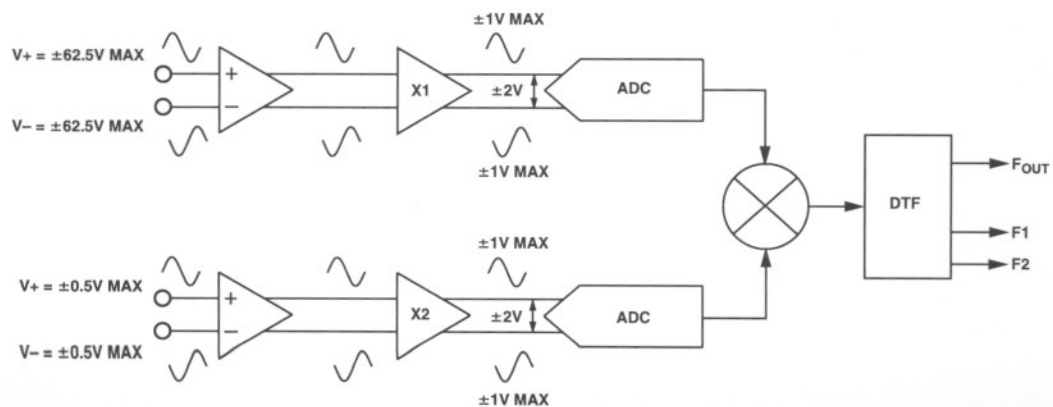 ±1V MAX
V+ = ±62.5V MAX
+
X1
±2V
ADC
−
V− = ±62.5V MAX
±1V MAX
F_OUT
DTF
F1
F2
±1V MAX
V+ = ±0.5V MAX
+
X2
±2V
ADC
−
V− = ±0.5V MAX
±1V MAX